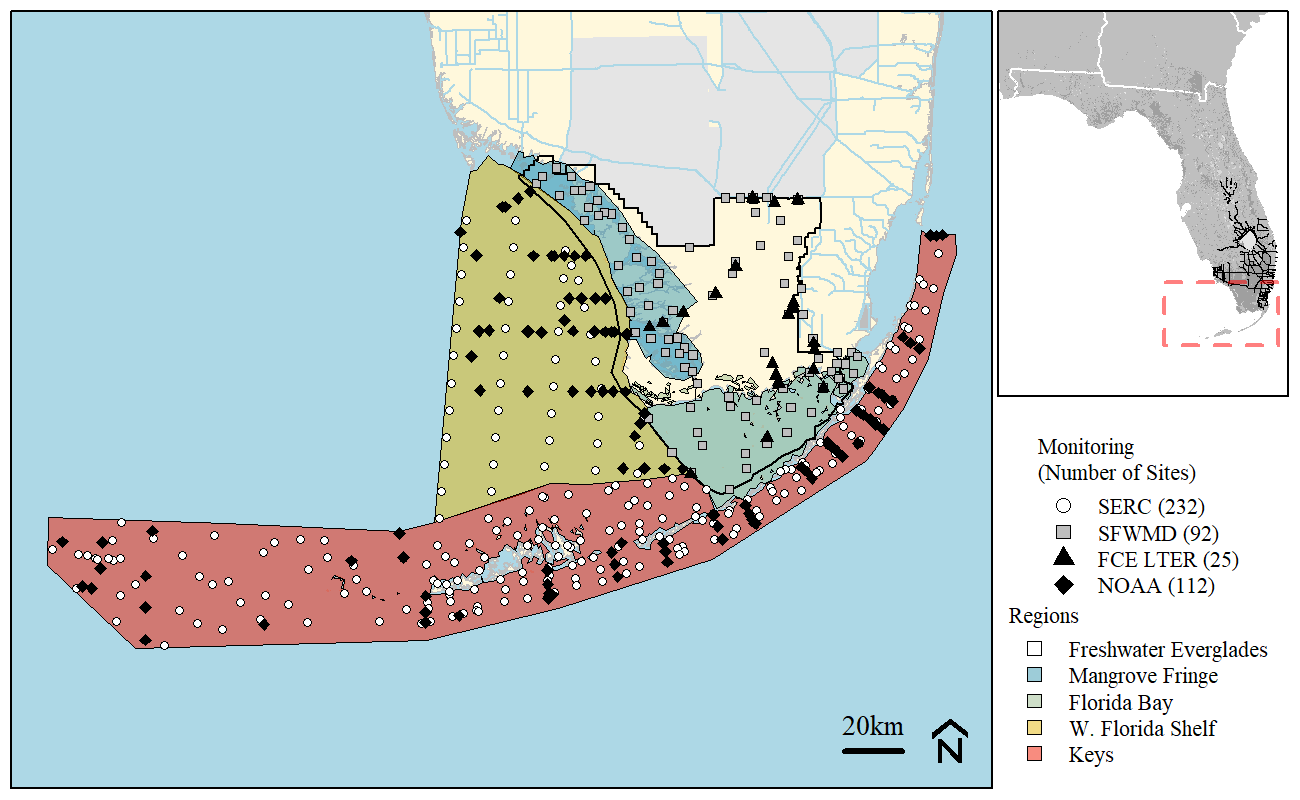 Monitoring
(Number of Sites)
SERC (232)
SFWMD (92)
FCE LTER (25)
NOAA (112)
Regions
Freshwater Everglades
Mangrove Fringe
Florida Bay
W. Florida Shelf
Keys
20km
N